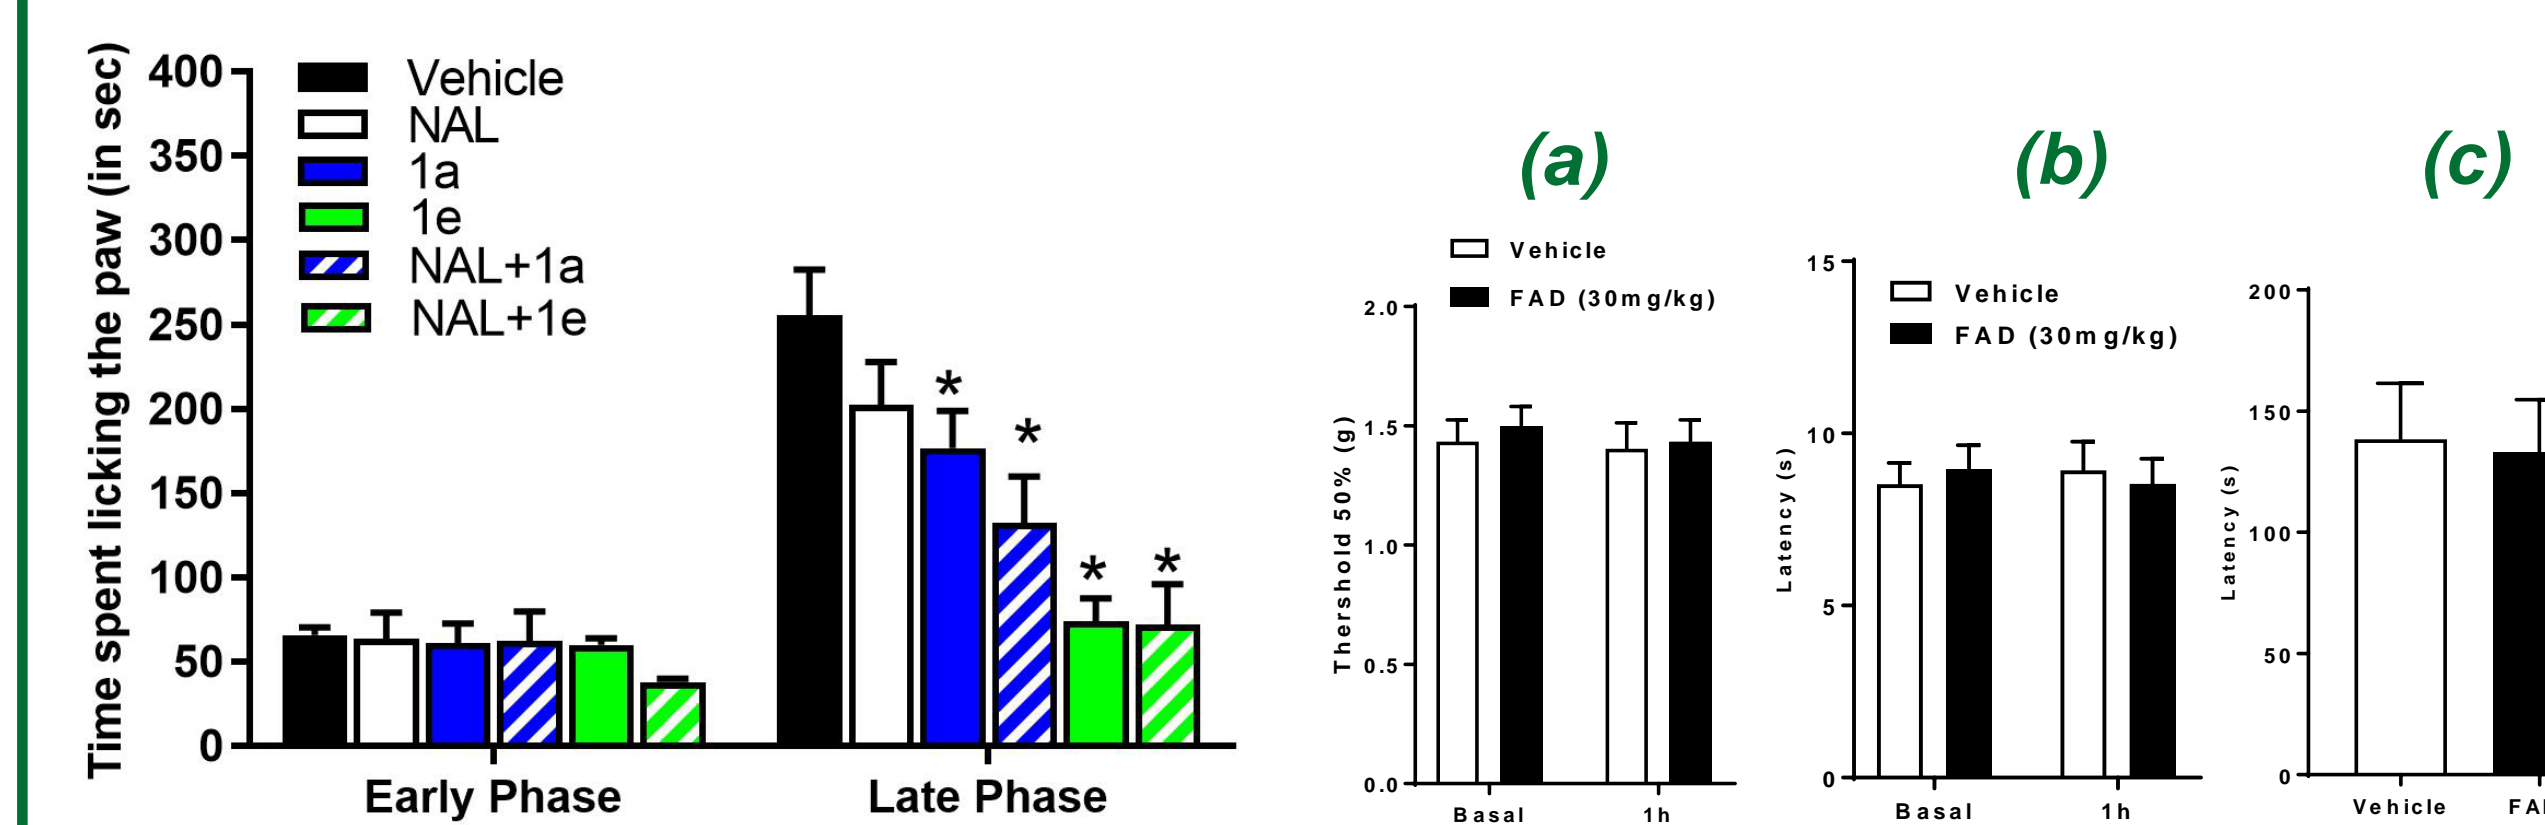 Time spent licking the paw (in sec)
400
350
300
250
200
150
100
50
0
Vehicle
NAL
1a
1e
NAL+1a
NAL+1e
*
*
*
*
Early Phase
Late Phase
(a)
Vehicle
FAD (30mg/kg)
Thershold 50% (g)
2.0
1.5
1.0
0.5
0.0
Basal
1h
(b)
Vehicle
FAD (30mg/kg)
Latency (s)
15
10
5
0
Basal
1h
(c)
Latency (s)
200
150
100
50
0
Vehicle